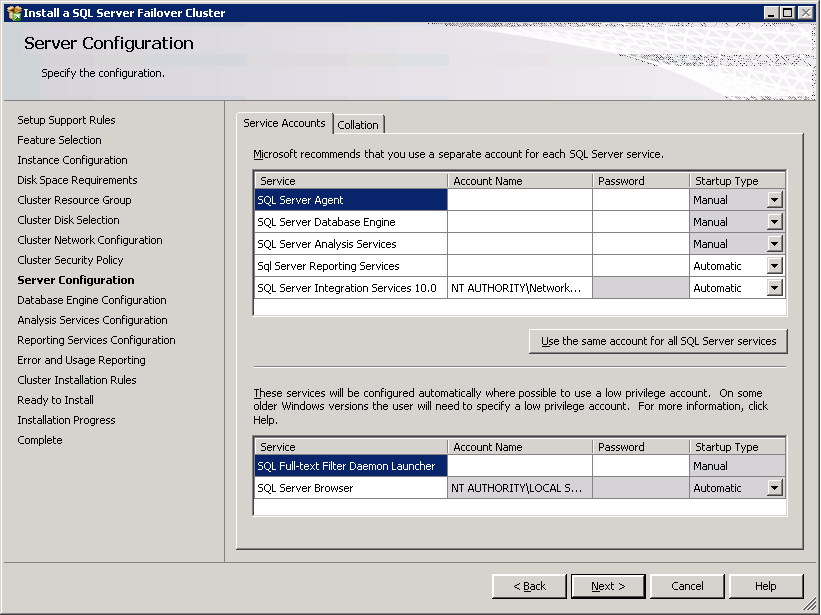 Install a SQL Server Failover Cluster
Server Configuration
Specify the configuration.
Setup Support Rules
Feature Selection
Instance Configuration
Disk Space Requirements
Cluster Resource Group
Cluster Disk Selection
Cluster Network Configuration
Cluster Security Policy
Server Configuration
Database Engine Configuration
Analysis Services Configuration
Reporting Services Configuration
Error and Usage Reporting
Cluster Installation Rules
Ready to Install
Installation Progress
Complete
Service Accounts Collation
Microsoft recommends that you use a separate account for each SQL Server service.
Service Account Name Password Startup Type
SQL Server Agent Manual
SQL Server Database Engine Manual
SQL Server Analysis Services Manual
Sql Server Reporting Services Automatic
SQL Server Integration Services 10.0 NT AUTHORITY\Network... Automatic
Use the same account for all SQL Server services
These services will be configured automatically where possible to use a low privilege account. On some
older Windows versions the user will need to specify a low privilege account. For more information, click
Help.
Service Account Name Password Startup Type
SQL Full-text Filter Daemon Launcher Manual
SQL Server Browser NT AUTHORITY\LOCAL S... Automatic
< Back Next > Cancel Help